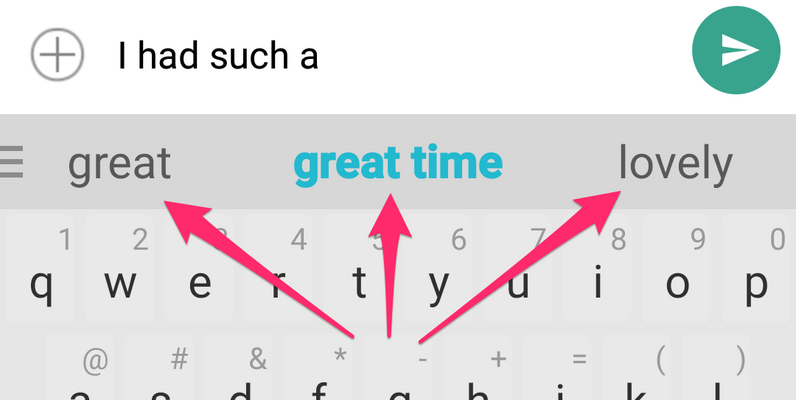 I had such a
great great time lovely
1 2 3 4 5 6 7 8 9 0
q w e r t y u i o p
@ # & * - + = ( )
a s d f g h j k l